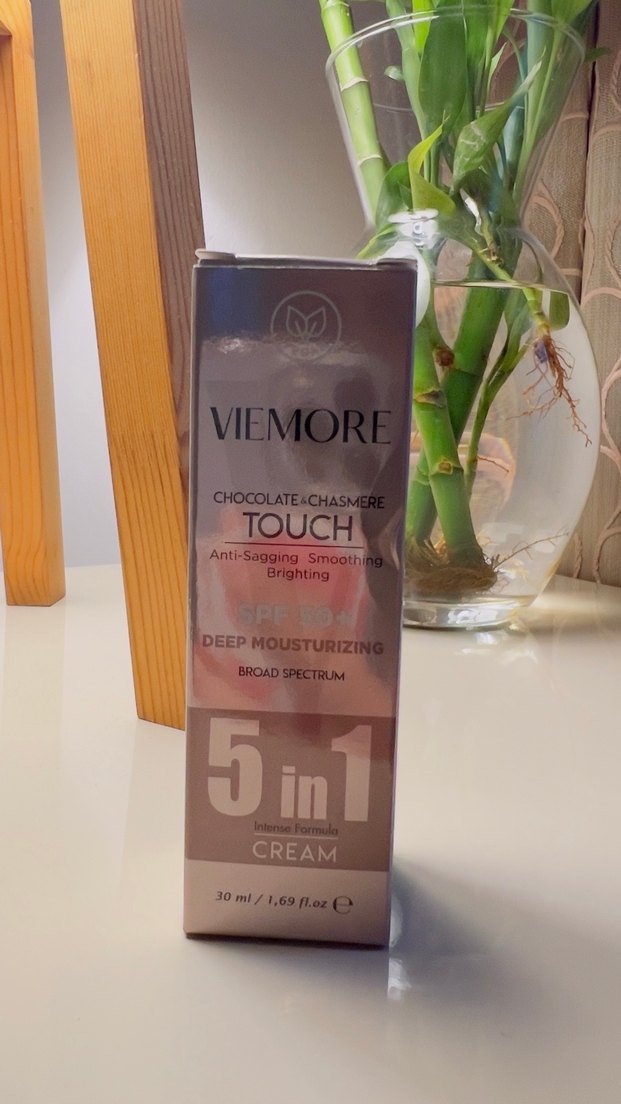 VIEMORE
CHOCOLATE & CHASMERE
TOUCH
Anti-Sagging Smoothing
Brighting
SPF 50+
DEEP MOUSTURIZING
BROAD SPECTRUM
5 in 1
Intense Formula
CREAM
30 ml / 1,69 fl.oz ℮